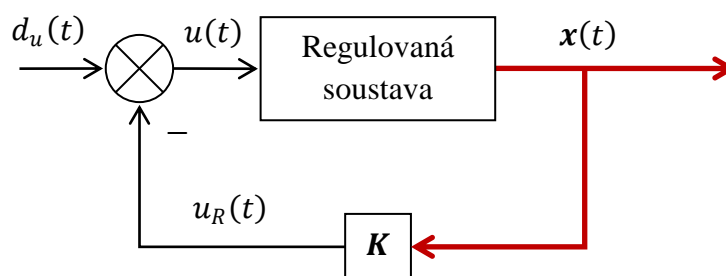 d_u(t)
u(t)
Regulovaná
soustava
x(t)
−
u_R(t)
K